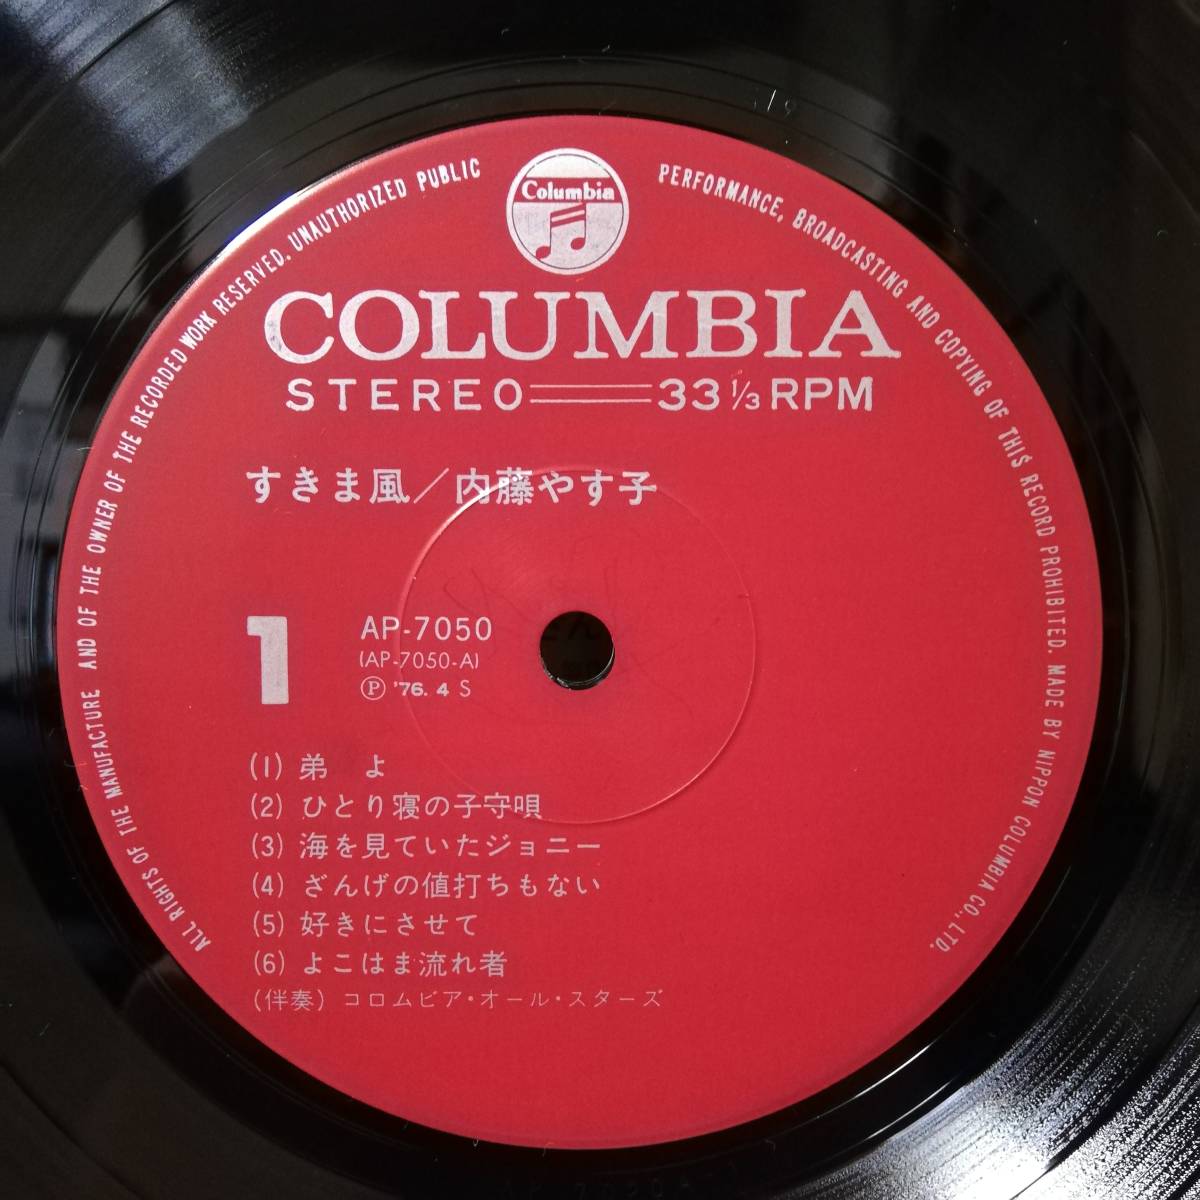 ALL RIGHTS OF THE MANUFACTURE AND OF THE OWNER OF THE RECORDED WORK RESERVED. UNAUTHORIZED PUBLIC PERFORMANCE, BROADCASTING AND COPYING OF THIS RECORD PROHIBITED. MADE BY NIPPON COLUMBIA CO., LTD.
Columbia
COLUMBIA
STEREO 33 1/3 RPM
すきま風／内藤やす子
1
AP-7050
(AP-7050-A)
Ⓟ '76. 4 S
(1) 弟 よ
(2) ひとり寝の子守唄
(3) 海を見ていたジョニー
(4) ざんげの値打ちもない
(5) 好きにさせて
(6) よこはま流れ者
(伴奏) コロムビア・オール・スターズ